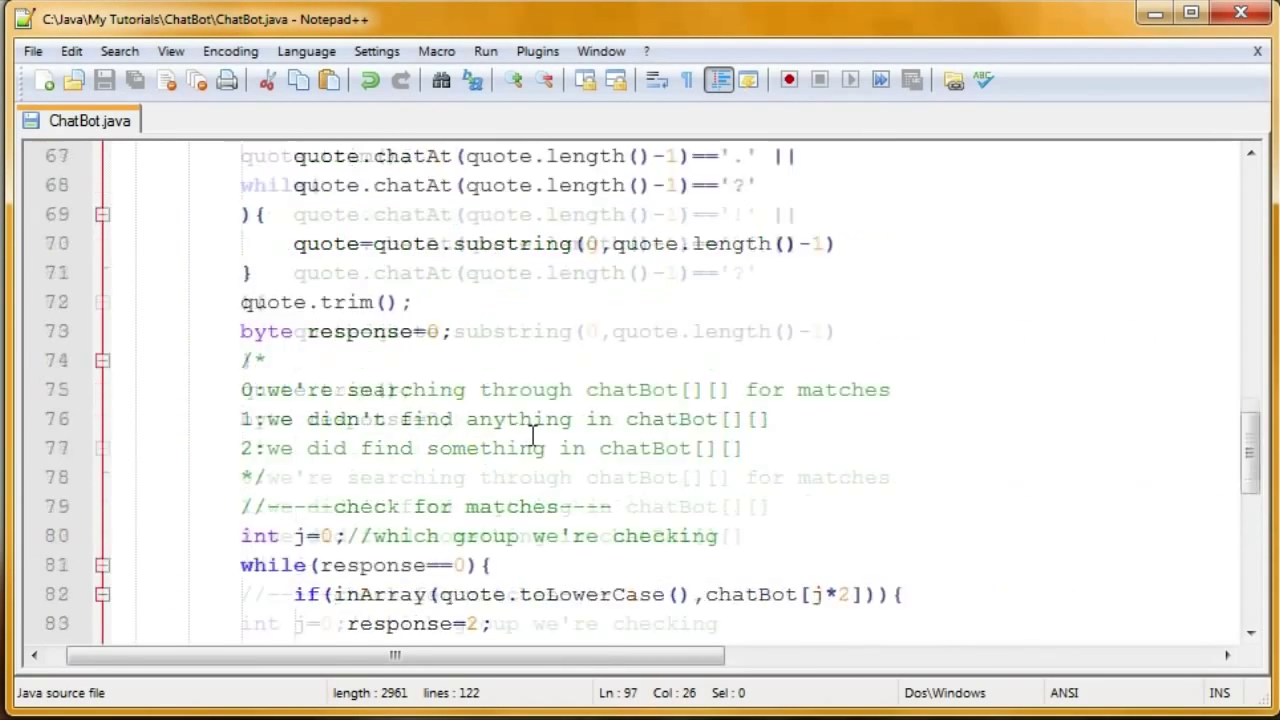 C:\Java\My Tutorials\ChatBot\ChatBot.java - Notepad++
File Edit Search View Encoding Language Settings Macro Run Plugins Window ? X
ChatBot.java
67 quote.chatAt(quote.length()-1)=='.' ||
68 quote.chatAt(quote.length()-1)=='?'
69 ){
70 quote=quote.substring(0,quote.length()-1)
71 }
72 quote.trim();
73 byte response=0;
74 /*
75 0:we're searching through chatBot[][] for matches
76 1:we didn't find anything in chatBot[][]
77 2:we did find something in chatBot[][]
78 */
79 //-----check for matches----
80 int j=0;//which group we're checking
81 while(response==0){
82 if(inArray(quote.toLowerCase(),chatBot[j*2])){
83 response=2;
Java source file length : 2961 lines : 122 Ln : 97 Col : 26 Sel : 0 Dos\Windows ANSI INS